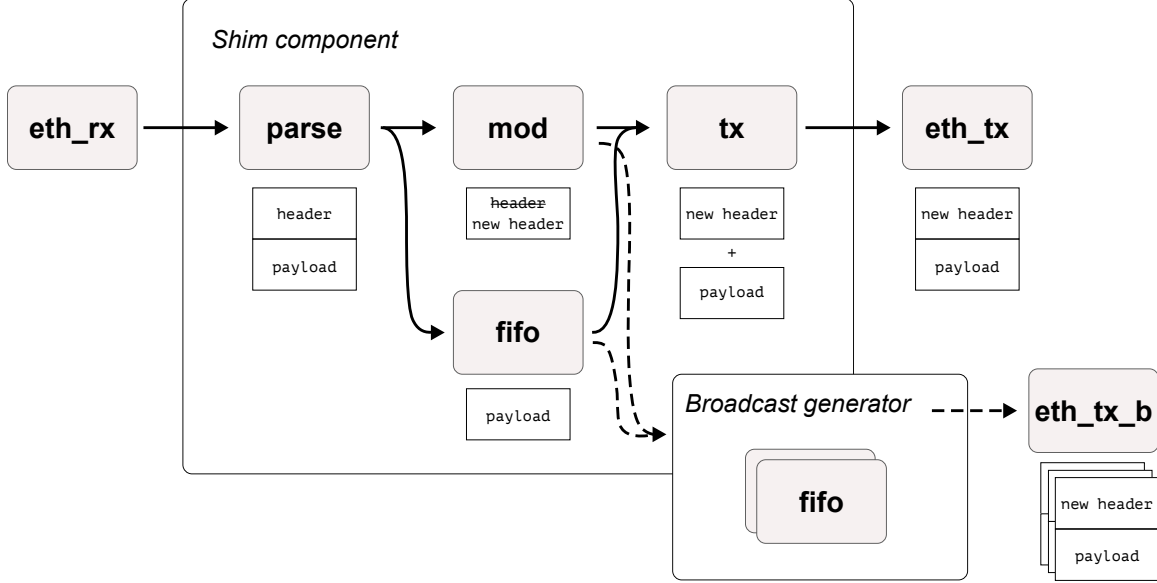 Shim component
eth_rx
parse
mod
tx
eth_tx
header
payload
header
new header
new header
+
payload
new header
payload
fifo
payload
Broadcast generator
fifo
eth_tx_b
new header
payload